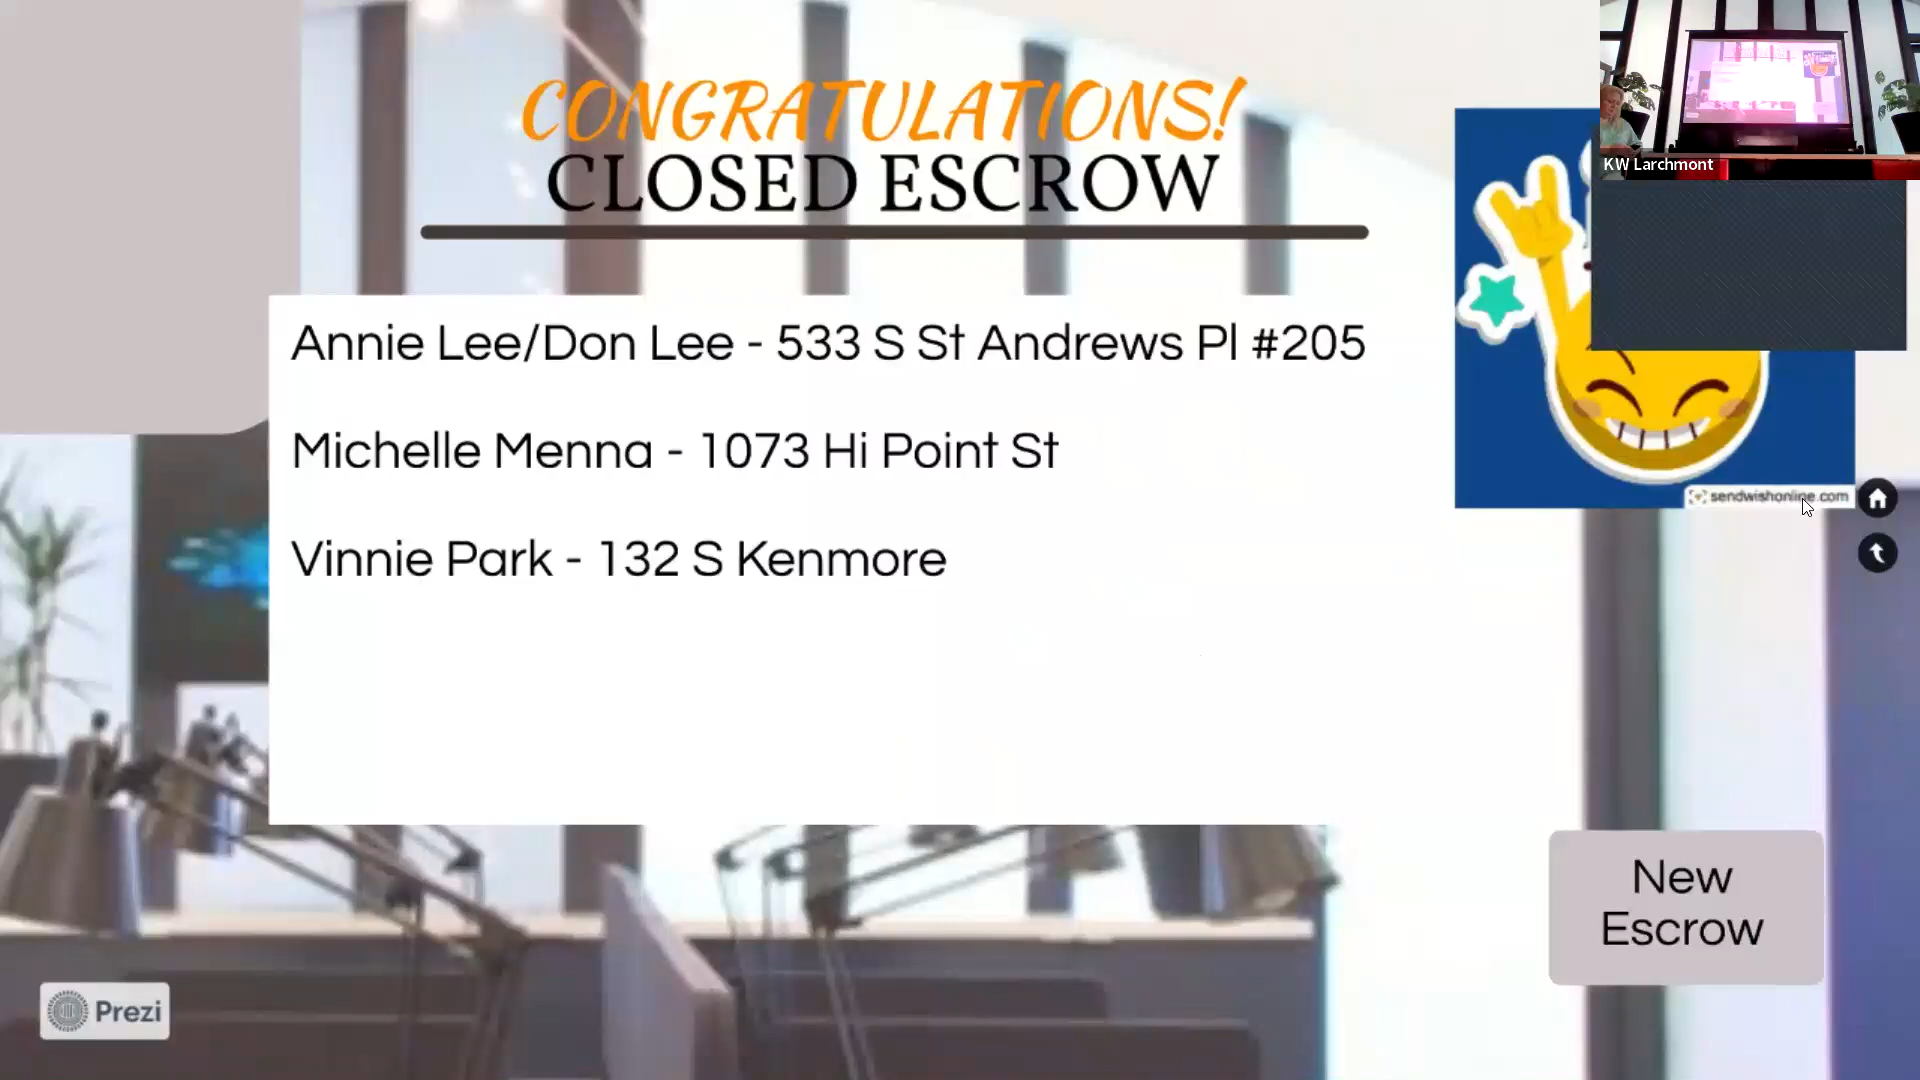 CONGRATULATIONS!
CLOSED ESCROW
KW Larchmont
Annie Lee/Don Lee - 533 S St Andrews Pl #205
Michelle Menna - 1073 Hi Point St
Vinnie Park - 132 S Kenmore
sendwishonline.com
New
Escrow
Prezi